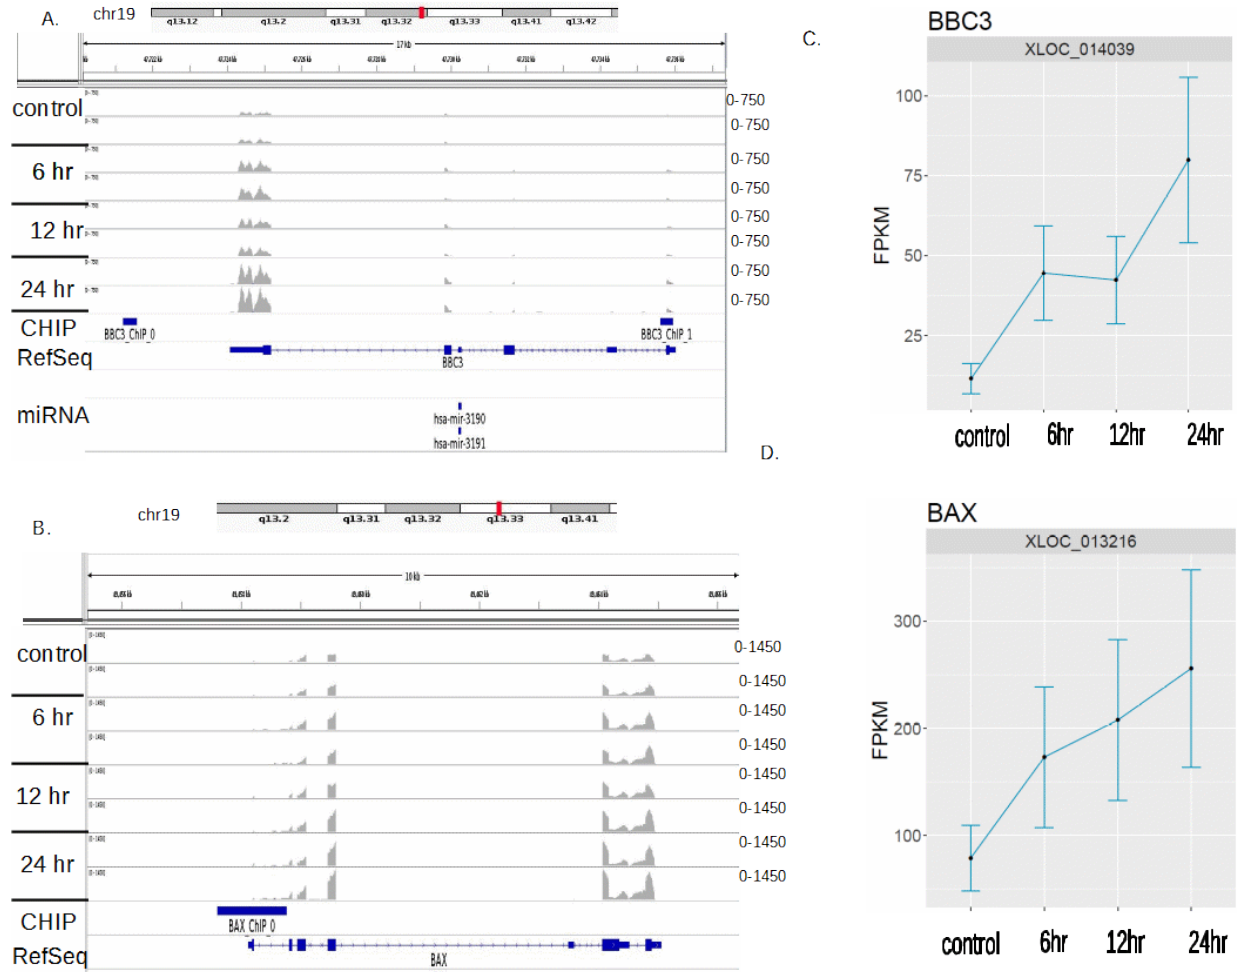 A.
chr19
q13.12 q13.2 q13.31 q13.32 q13.33 q13.41 q13.42
17 kb
control
0-750
0-750
6 hr
0-750
0-750
12 hr
0-750
0-750
24 hr
0-750
0-750
CHIP
BBC3_ChIP_0
BBC3_ChIP_1
RefSeq
BBC3
miRNA
hsa-mir-3190
hsa-mir-3191
B.
chr19
q13.2 q13.31 q13.32 q13.33 q13.41
10 kb
control
0-1450
0-1450
6 hr
0-1450
0-1450
12 hr
0-1450
0-1450
24 hr
0-1450
0-1450
CHIP
BAX_ChIP_0
RefSeq
BAX
C.
BBC3
XLOC_014039
100
75
50
25
FPKM
control 6hr 12hr 24hr
D.
BAX
XLOC_013216
300
200
100
FPKM
control 6hr 12hr 24hr